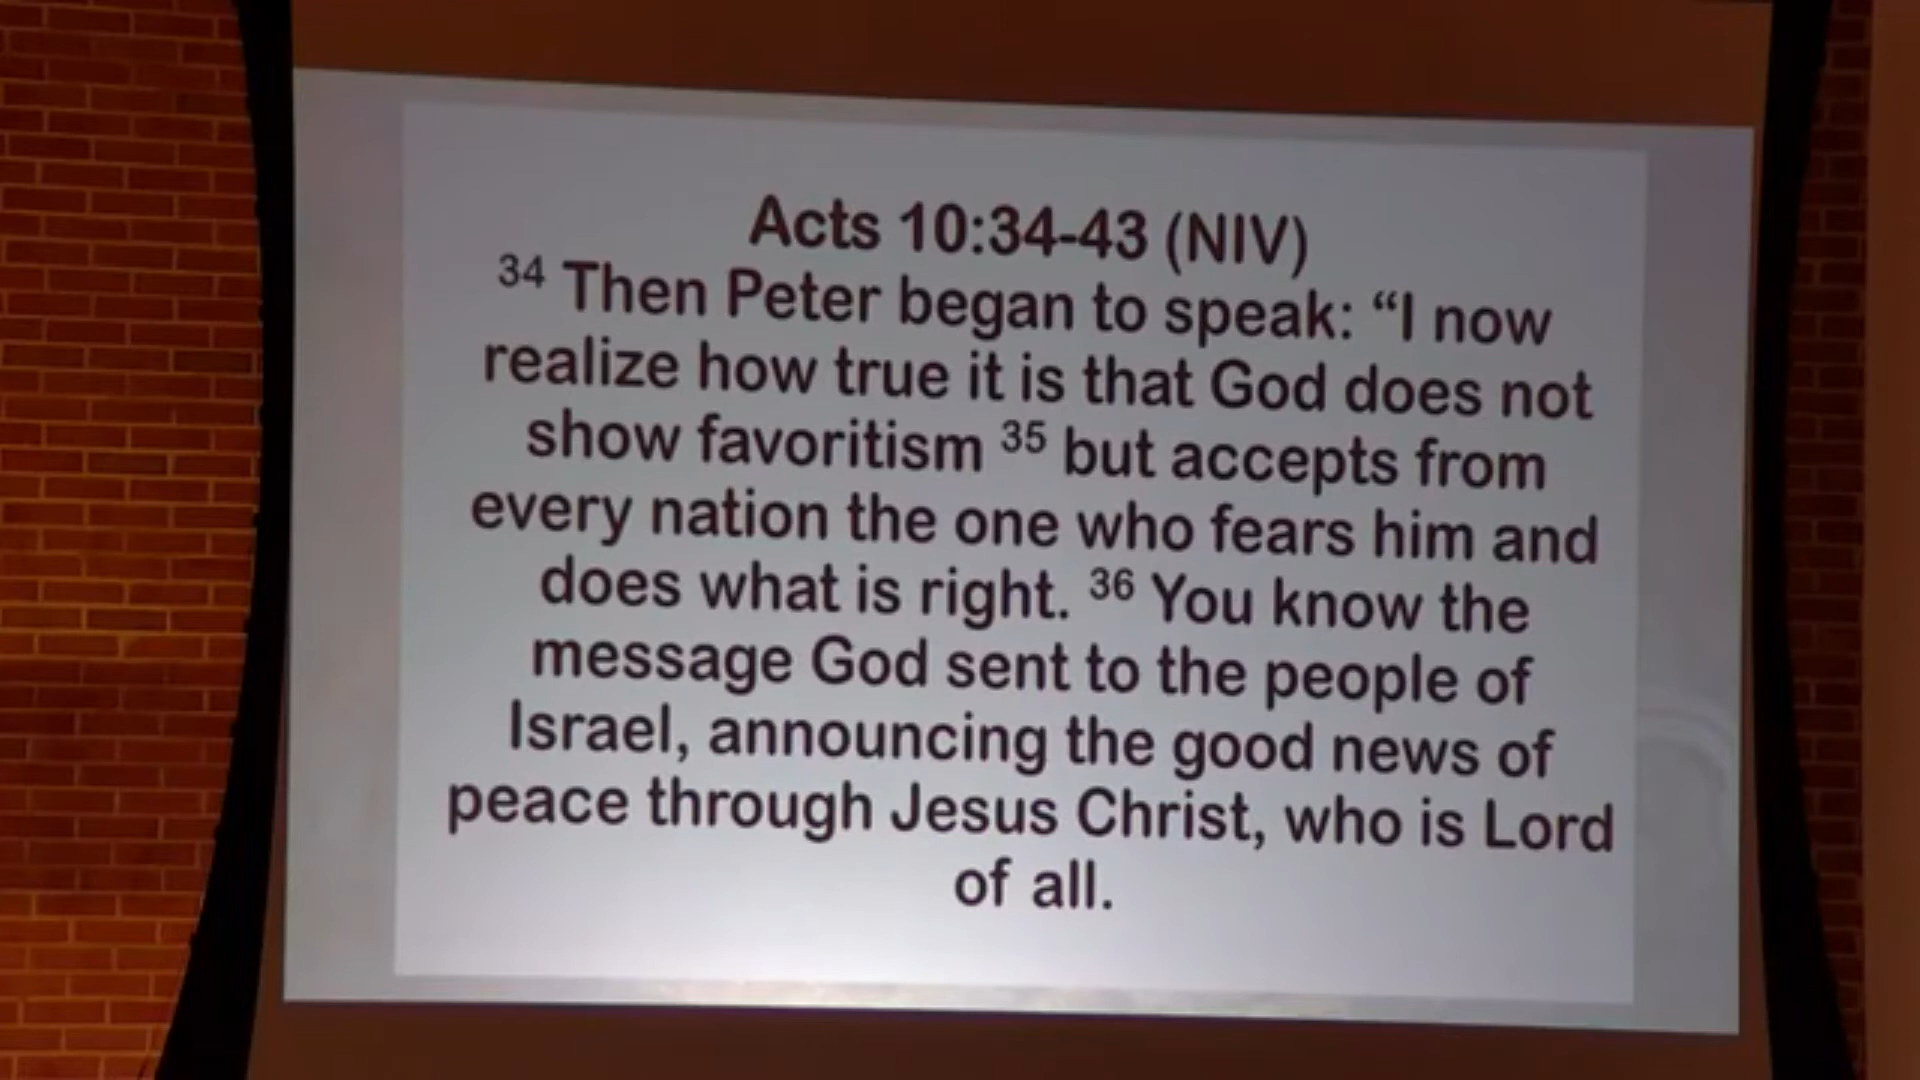 Acts 10:34-43 (NIV)
34 Then Peter began to speak: “I now
realize how true it is that God does not
show favoritism 35 but accepts from
every nation the one who fears him and
does what is right. 36 You know the
message God sent to the people of
Israel, announcing the good news of
peace through Jesus Christ, who is Lord
of all.